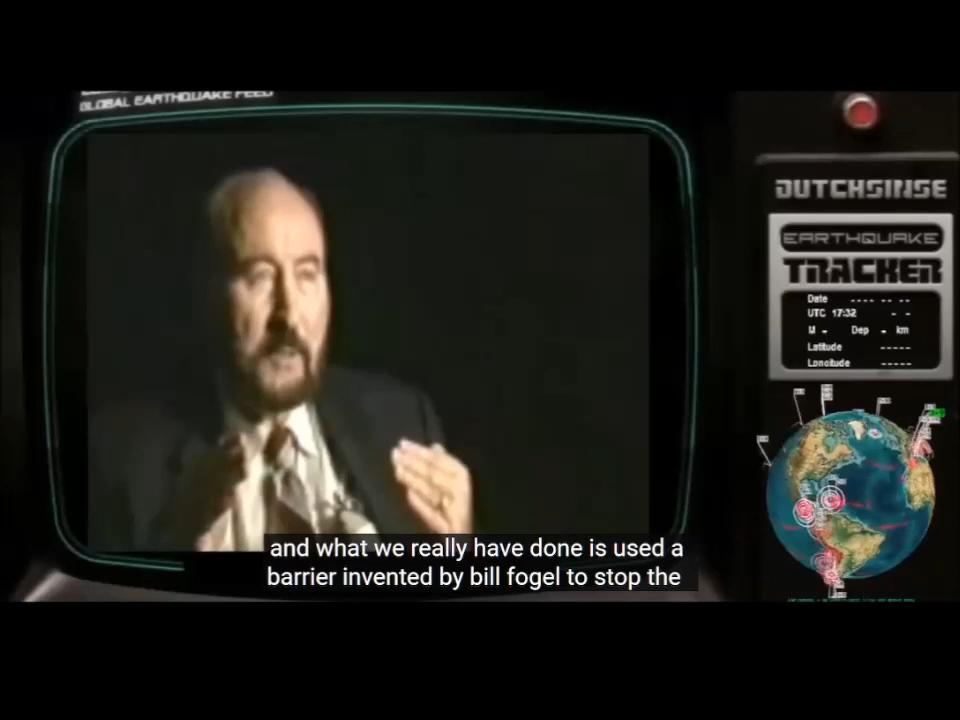 GLOBAL EARTHQUAKE FEED
DUTCHSINSE
EARTHQUAKE
TRACKER
Date ---- -- --
UTC 17:32 - -
M - Dep - km
Latitude -----
Longitude -----
and what we really have done is used a
barrier invented by bill fogel to stop the